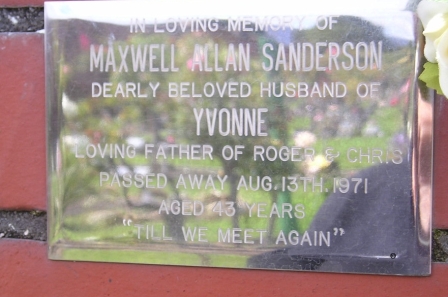 IN LOVING MEMORY OF
MAXWELL ALLAN SANDERSON
DEARLY BELOVED HUSBAND OF
YVONNE
LOVING FATHER OF ROGER & CHRIS
PASSED AWAY AUG. 13TH. 1971
AGED 43 YEARS
"TILL WE MEET AGAIN"